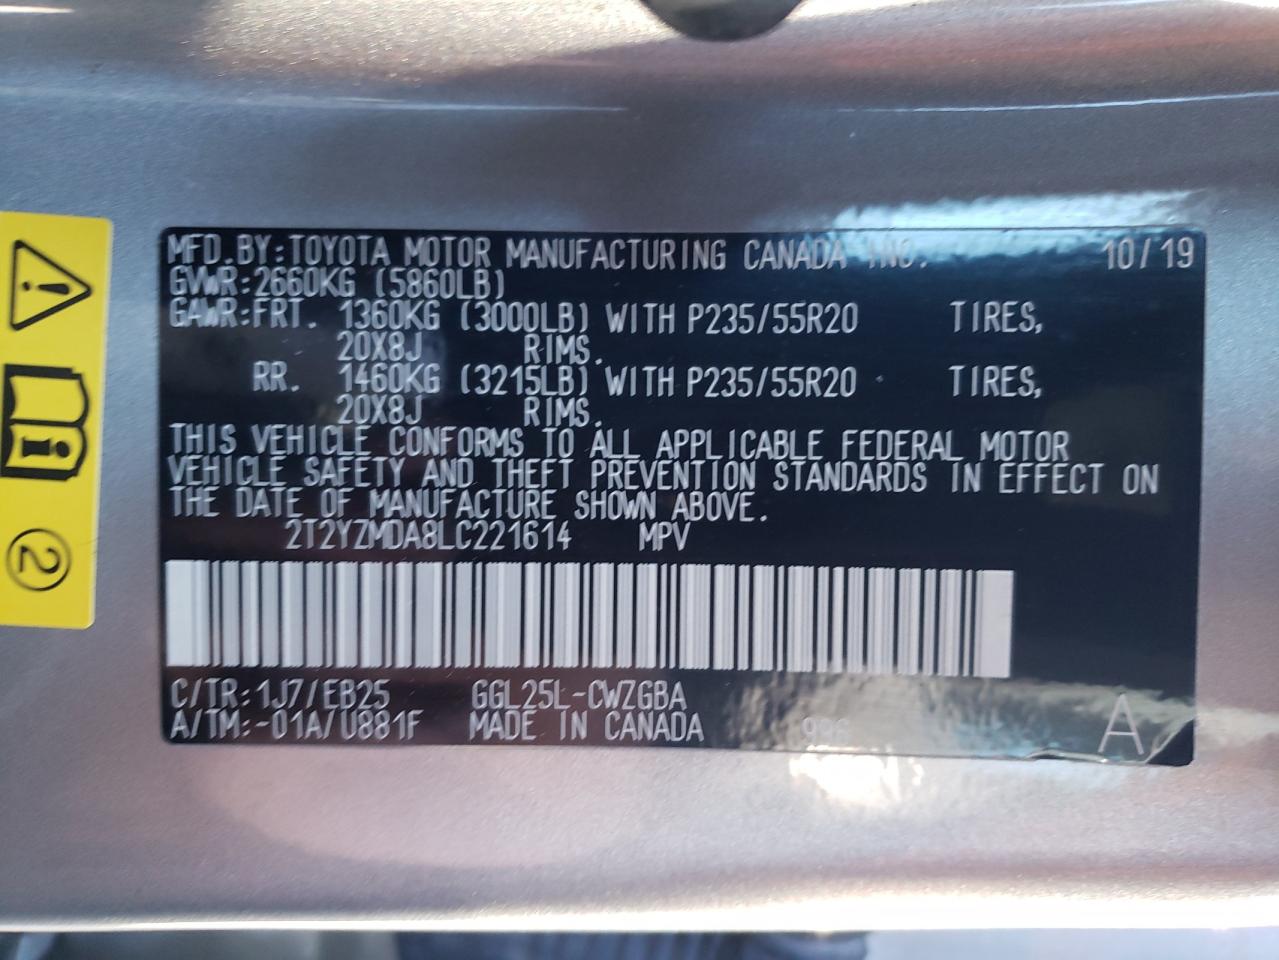 MFD.BY:TOYOTA MOTOR MANUFACTURING CANADA INC. 10/19
GVWR:2660KG (5860LB)
GAWR:FRT. 1360KG (3000LB) WITH P235/55R20 TIRES,
20X8J RIMS.
RR. 1460KG (3215LB) WITH P235/55R20 TIRES,
20X8J RIMS.
THIS VEHICLE CONFORMS TO ALL APPLICABLE FEDERAL MOTOR
VEHICLE SAFETY AND THEFT PREVENTION STANDARDS IN EFFECT ON
THE DATE OF MANUFACTURE SHOWN ABOVE.
2T2YZMDA8LC221614 MPV
C/TR:1J7/EB25 GGL25L-CWZGBA
A/TM:-01A/U881F MADE IN CANADA A
2